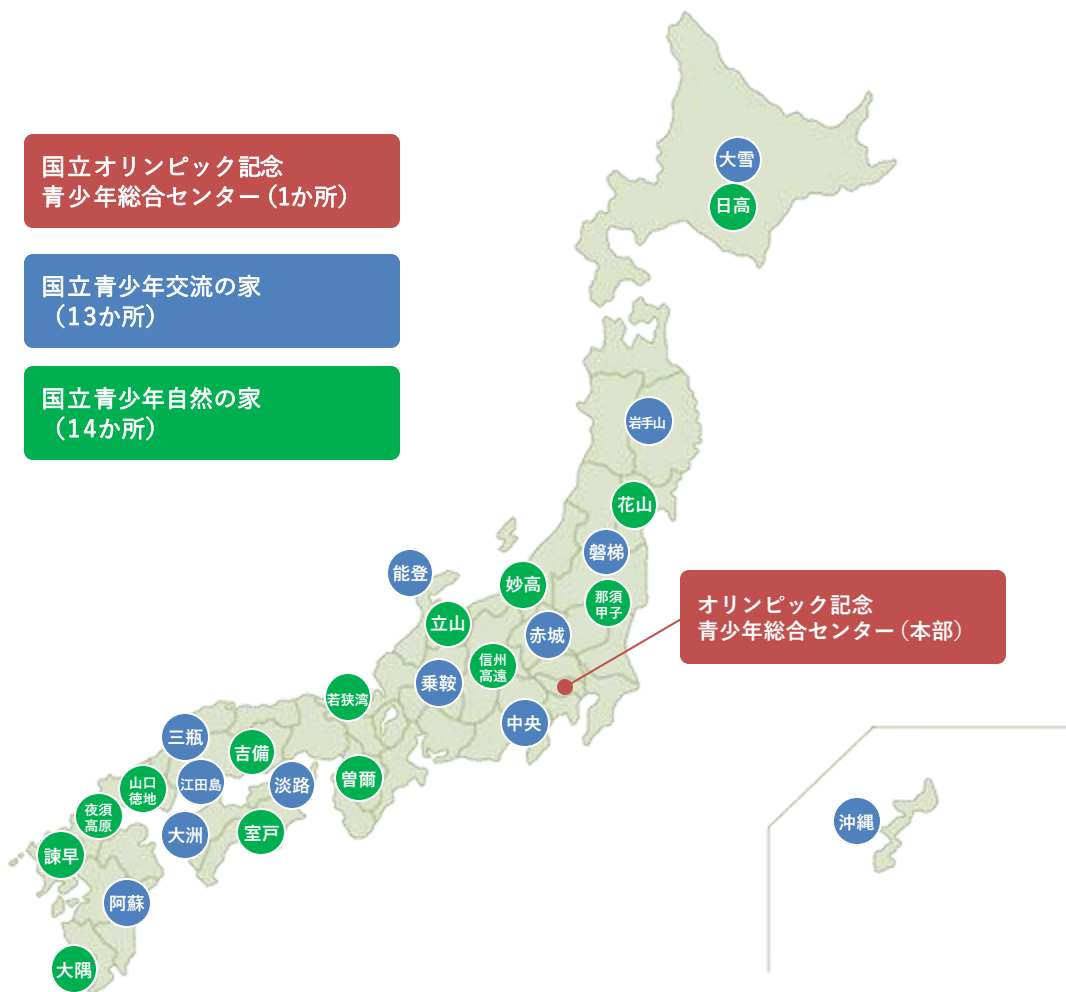 国立オリンピック記念
青少年総合センター（1か所）
国立青少年交流の家
（13か所）
国立青少年自然の家
（14か所）
大雪
日高
岩手山
花山
磐梯
能登
妙高
那須
甲子
オリンピック記念
青少年総合センター（本部）
立山
赤城
信州
高遠
乗鞍
若狭湾
中央
三瓶
吉備
江田島
淡路
曽爾
山口
徳地
夜須
高原
大洲
室戸
沖縄
諫早
阿蘇
大隅